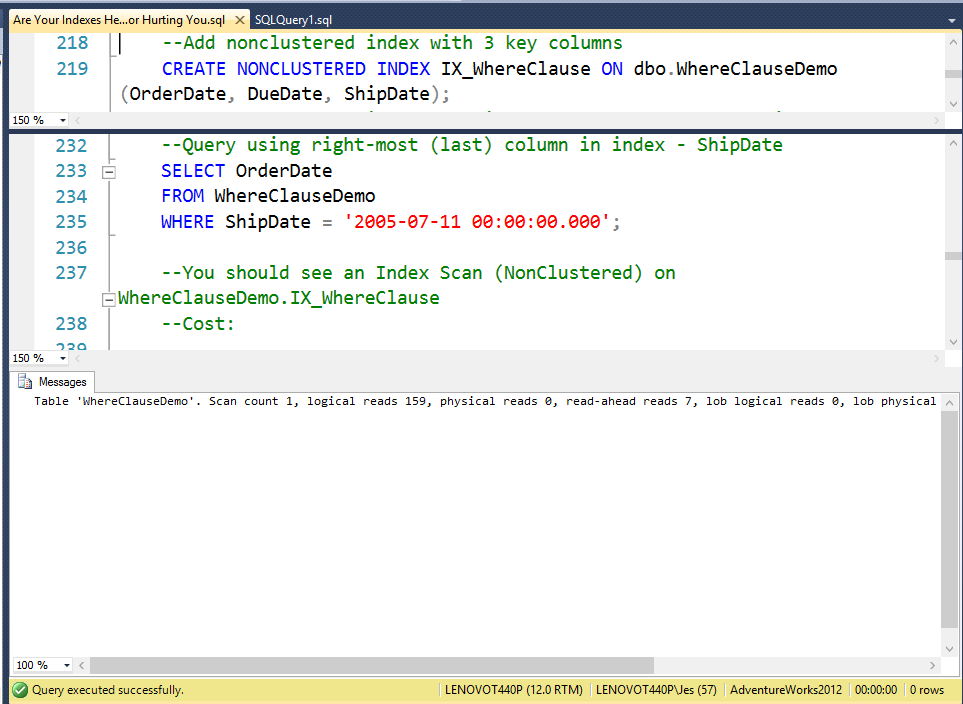 Are Your Indexes He...or Hurting You.sql SQLQuery1.sql
218 --Add nonclustered index with 3 key columns
219 CREATE NONCLUSTERED INDEX IX_WhereClause ON dbo.WhereClauseDemo
(OrderDate, DueDate, ShipDate);
150 %
232 --Query using right-most (last) column in index - ShipDate
233 SELECT OrderDate
234 FROM WhereClauseDemo
235 WHERE ShipDate = '2005-07-11 00:00:00.000';
236
237 --You should see an Index Scan (NonClustered) on
WhereClauseDemo.IX_WhereClause
238 --Cost:
239
150 %
Messages
Table 'WhereClauseDemo'. Scan count 1, logical reads 159, physical reads 0, read-ahead reads 7, lob logical reads 0, lob physical
100 %
Query executed successfully. LENOVOT440P (12.0 RTM) LENOVOT440P\Jes (57) AdventureWorks2012 00:00:00 0 rows